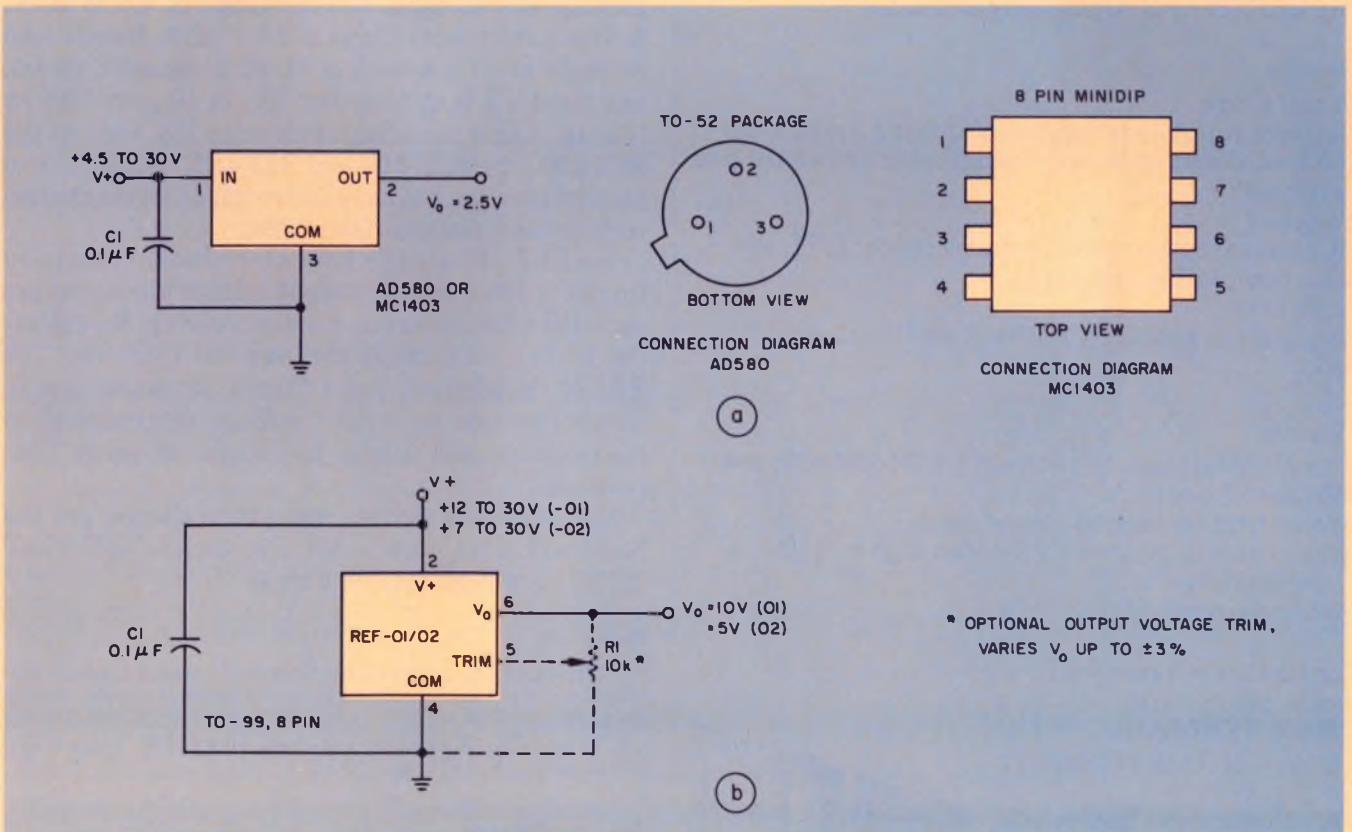 +4.5 TO 30V
V+
1
IN
OUT
2
V₀ = 2.5V
COM
3
C1
0.1µF
AD580 OR
MC1403
TO-52 PACKAGE
2
1
3
BOTTOM VIEW
CONNECTION DIAGRAM
AD580
8 PIN MINIDIP
1
8
2
7
3
6
4
5
TOP VIEW
CONNECTION DIAGRAM
MC1403
a
V+
+12 TO 30V (-01)
+7 TO 30V (-02)
2
V+
V₀
6
V₀ =10V (01)
=5V (02)
REF-01/02
C1
0.1µF
TRIM
5
R1
10k*
COM
4
TO-99, 8 PIN
* OPTIONAL OUTPUT VOLTAGE TRIM,
VARIES V₀ UP TO ±3%
b